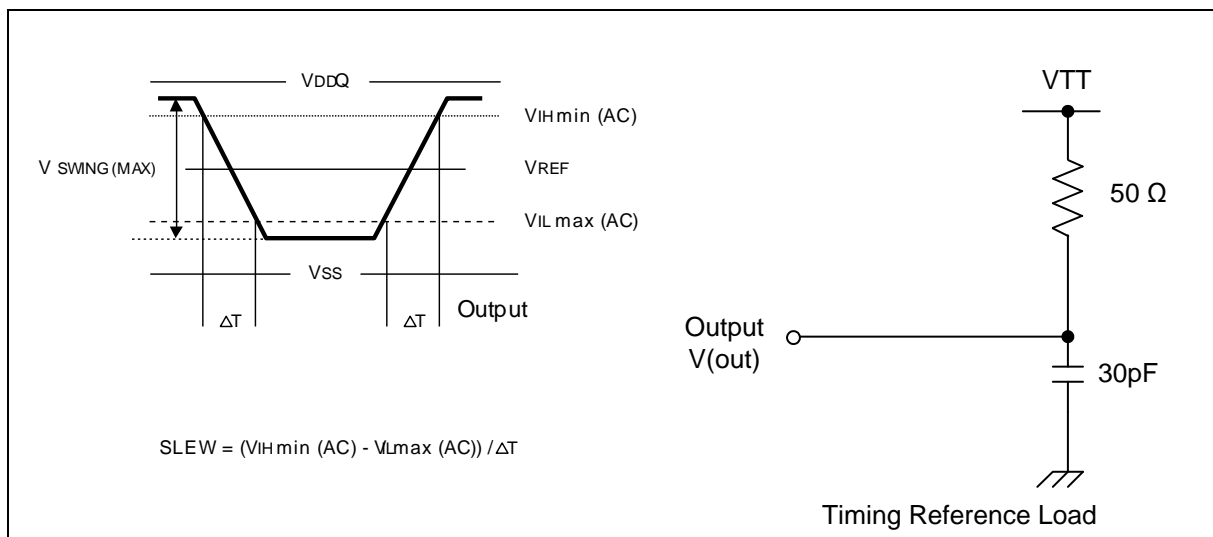 VDDQ
VIH min (AC)
V SWING (MAX)
VREF
VIL max (AC)
VSS
Output
ΔT
ΔT
SLEW = (VIH min (AC) - VILmax (AC)) / ΔT
VTT
50 Ω
Output
V(out)
30pF
Timing Reference Load